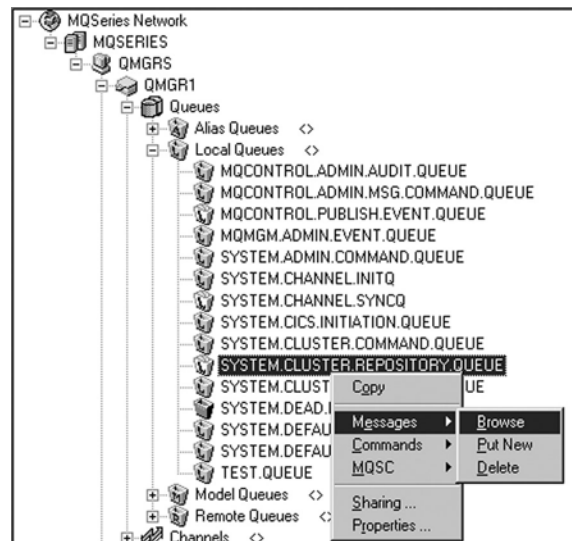 MQSeries Network
MQSERIES
QMGRS
QMGR1
Queues
Alias Queues <>
Local Queues <>
MQCONTROL.ADMIN.AUDIT.QUEUE
MQCONTROL.ADMIN.MSG.COMMAND.QUEUE
MQCONTROL.PUBLISH.EVENT.QUEUE
MQMGM.ADMIN.EVENT.QUEUE
SYSTEM.ADMIN.COMMAND.QUEUE
SYSTEM.CHANNEL.INITQ
SYSTEM.CHANNEL.SYNCQ
SYSTEM.CICS.INITIATION.QUEUE
SYSTEM.CLUSTER.COMMAND.QUEUE
SYSTEM.CLUSTER.REPOSITORY.QUEUE
SYSTEM.CLUST UE
SYSTEM.DEAD.
SYSTEM.DEFAU
SYSTEM.DEFAU
TEST.QUEUE
Model Queues <>
Remote Queues <>
Channels <>
Copy
Messages
Commands
MQSC
Sharing ...
Properties ...
Browse
Put New
Delete